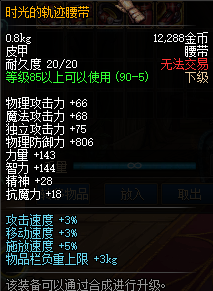 时光的轨迹腰带
0.8kg 12,288金币
皮甲 腰带
耐久度 20/20 无法交易
等级85以上可以使用 (90-5) 下级
物理攻击力 +66
魔法攻击力 +68
独立攻击力 +75
物理防御力 +806
力量 +143
智力 +144
精神 +28
抗魔力 +18
物品 放入 取出
攻击速度 +3%
移动速度 +3%
施放速度 +5%
物品栏负重上限 +3kg
该装备可以通过合成进行升级。